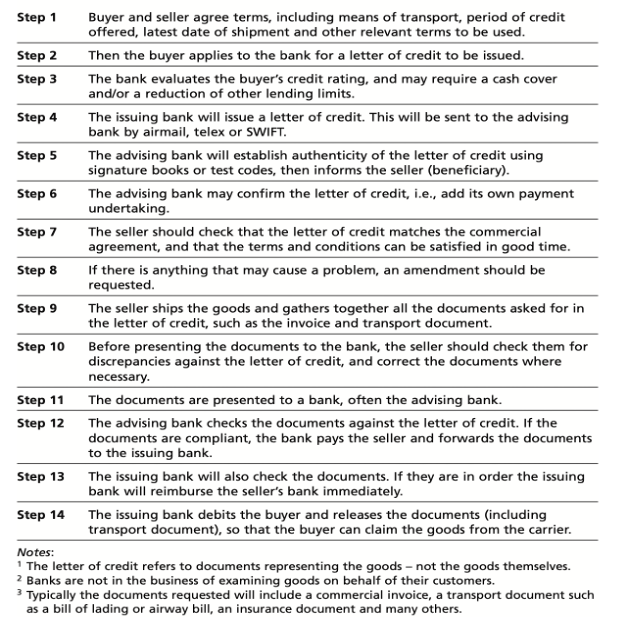 Step 1 Buyer and seller agree terms, including means of transport, period of credit
offered, latest date of shipment and other relevant terms to be used.
Step 2 Then the buyer applies to the bank for a letter of credit to be issued.
Step 3 The bank evaluates the buyer’s credit rating, and may require a cash cover
and/or a reduction of other lending limits.
Step 4 The issuing bank will issue a letter of credit. This will be sent to the advising
bank by airmail, telex or SWIFT.
Step 5 The advising bank will establish authenticity of the letter of credit using
signature books or test codes, then informs the seller (beneficiary).
Step 6 The advising bank may confirm the letter of credit, i.e., add its own payment
undertaking.
Step 7 The seller should check that the letter of credit matches the commercial
agreement, and that the terms and conditions can be satisfied in good time.
Step 8 If there is anything that may cause a problem, an amendment should be
requested.
Step 9 The seller ships the goods and gathers together all the documents asked for in
the letter of credit, such as the invoice and transport document.
Step 10 Before presenting the documents to the bank, the seller should check them for
discrepancies against the letter of credit, and correct the documents where
necessary.
Step 11 The documents are presented to a bank, often the advising bank.
Step 12 The advising bank checks the documents against the letter of credit. If the
documents are compliant, the bank pays the seller and forwards the documents
to the issuing bank.
Step 13 The issuing bank will also check the documents. If they are in order the issuing
bank will reimburse the seller’s bank immediately.
Step 14 The issuing bank debits the buyer and releases the documents (including
transport document), so that the buyer can claim the goods from the carrier.
Notes:
¹ The letter of credit refers to documents representing the goods – not the goods themselves.
² Banks are not in the business of examining goods on behalf of their customers.
³ Typically the documents requested will include a commercial invoice, a transport document such
as a bill of lading or airway bill, an insurance document and many others.